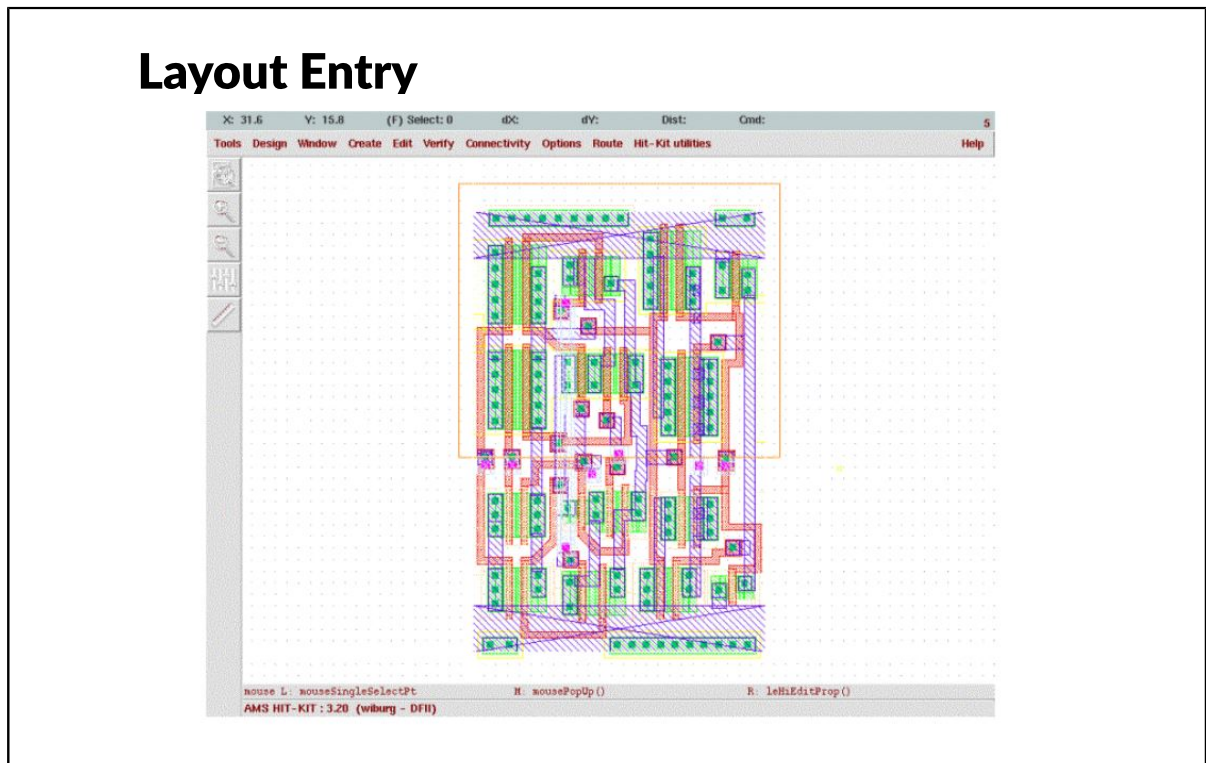 Layout Entry
X: 31.6 Y: 15.8 (F) Select: 0 dX: dY: Dist: Cmd: 5
Tools Design Window Create Edit Verify Connectivity Options Route Hit-Kit utilities Help
mouse L: mouseSingleSelectPt M: mousePopUp() R: leHiEditProp()
AMS HIT-KIT : 3.20 (wiburg - DFII)